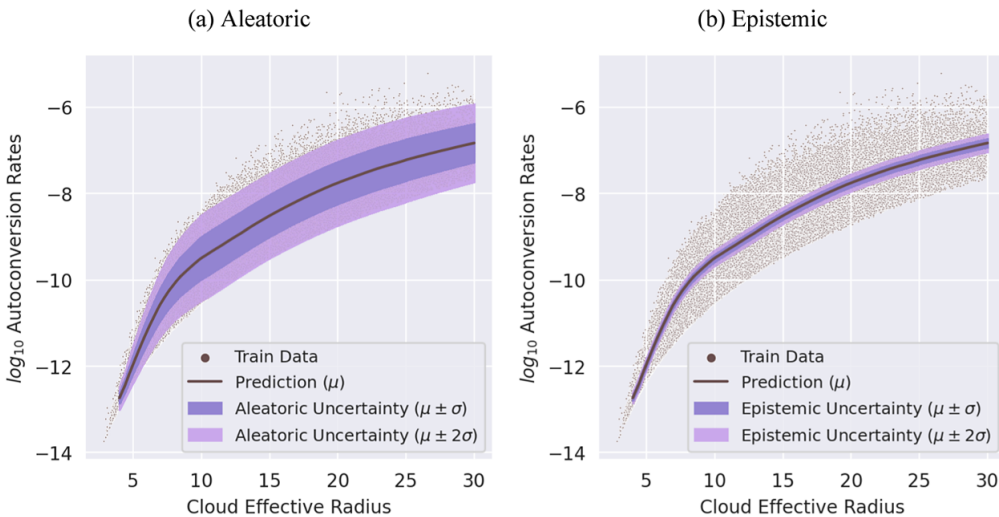 (a) Aleatoric
log₁₀ Autoconversion Rates
−6
−8
−10
−12
−14
Train Data
Prediction (μ)
Aleatoric Uncertainty (μ ± σ)
Aleatoric Uncertainty (μ ± 2σ)
5 10 15 20 25 30
Cloud Effective Radius
(b) Epistemic
log₁₀ Autoconversion Rates
−6
−8
−10
−12
−14
Train Data
Prediction (μ)
Epistemic Uncertainty (μ ± σ)
Epistemic Uncertainty (μ ± 2σ)
5 10 15 20 25 30
Cloud Effective Radius